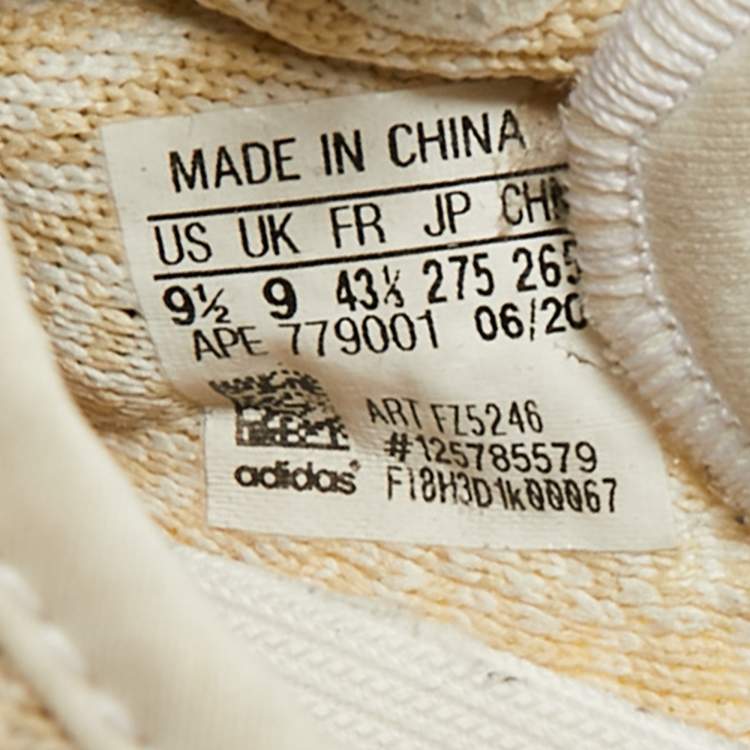 MADE IN CHINA
US UK FR JP CHN
9½ 9 43⅓ 275 265
APE 779001 06/20
ART FZ5246
#125785579
adidas®
F18H3D1k00067